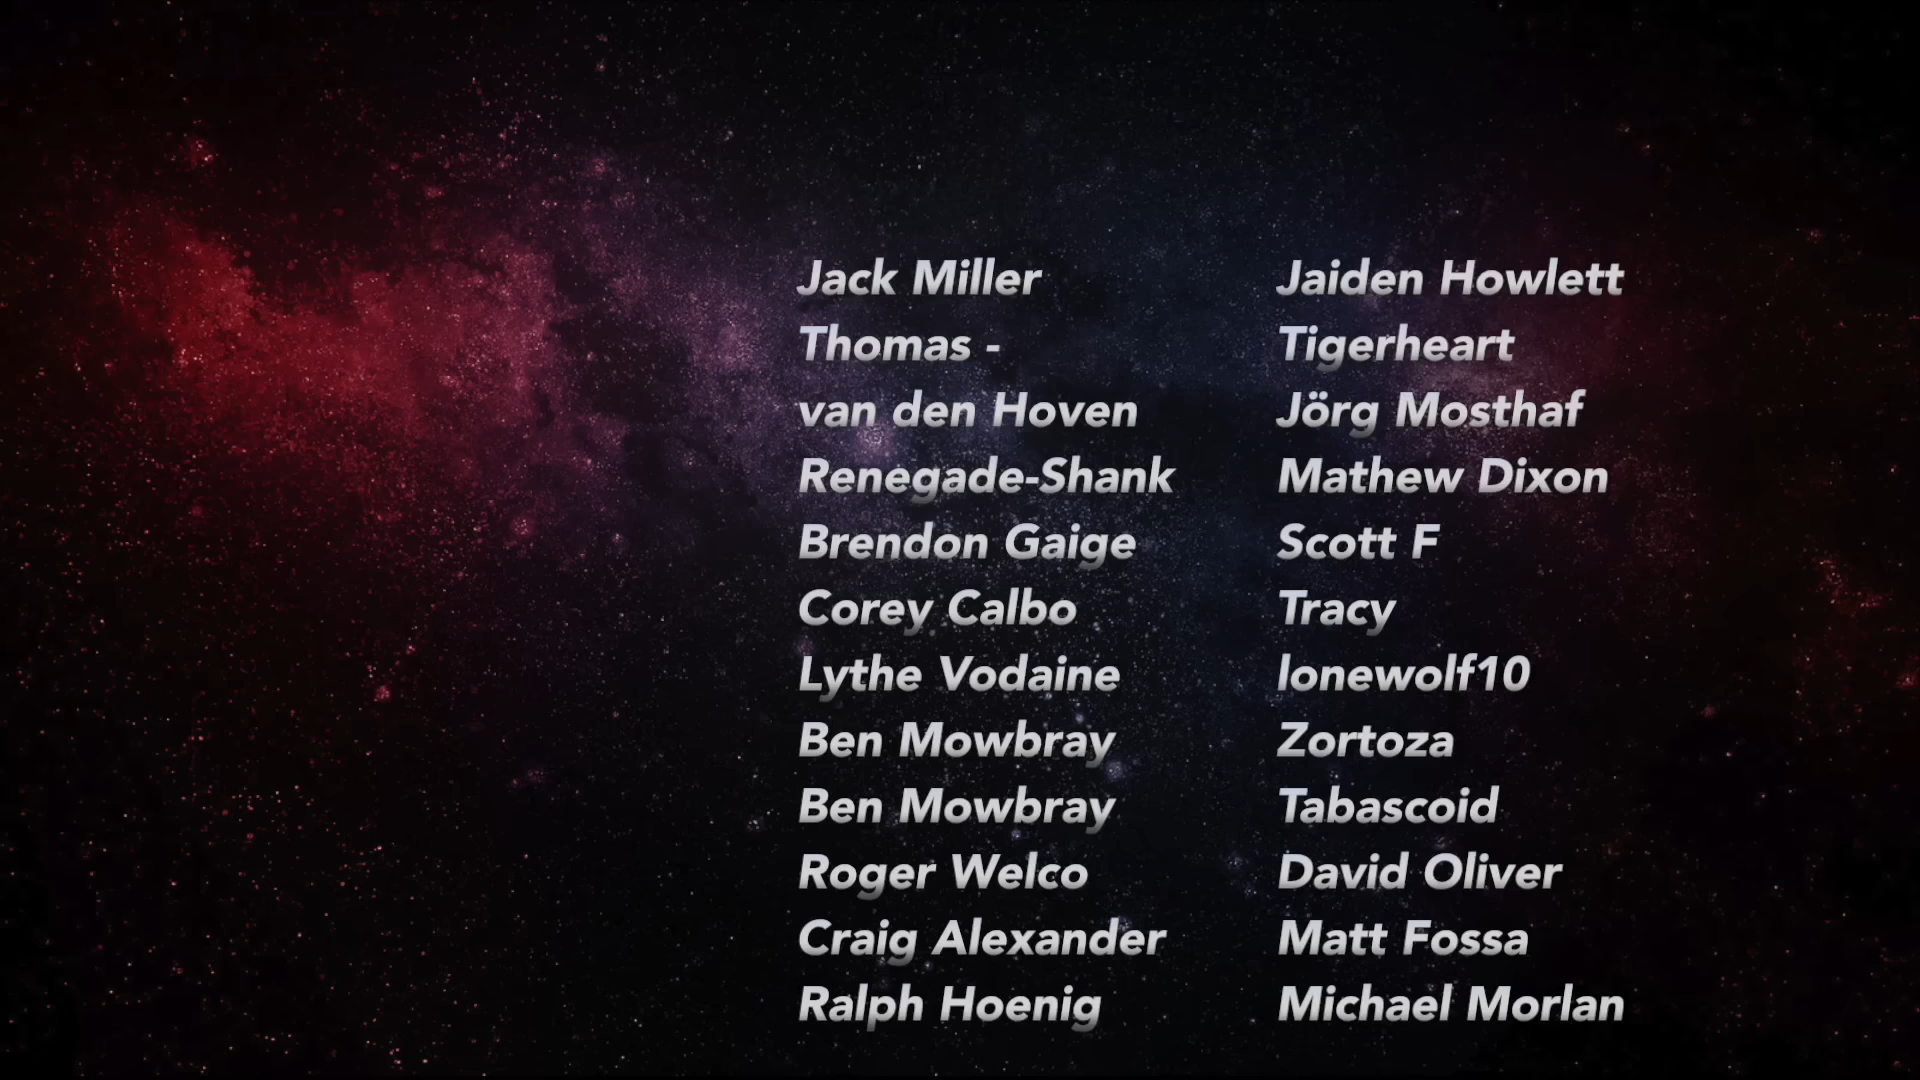 Jack Miller
Thomas -
van den Hoven
Renegade-Shank
Brendon Gaige
Corey Calbo
Lythe Vodaine
Ben Mowbray
Ben Mowbray
Roger Welco
Craig Alexander
Ralph Hoenig
Jaiden Howlett
Tigerheart
Jörg Mosthaf
Mathew Dixon
Scott F
Tracy
lonewolf10
Zortoza
Tabascoid
David Oliver
Matt Fossa
Michael Morlan